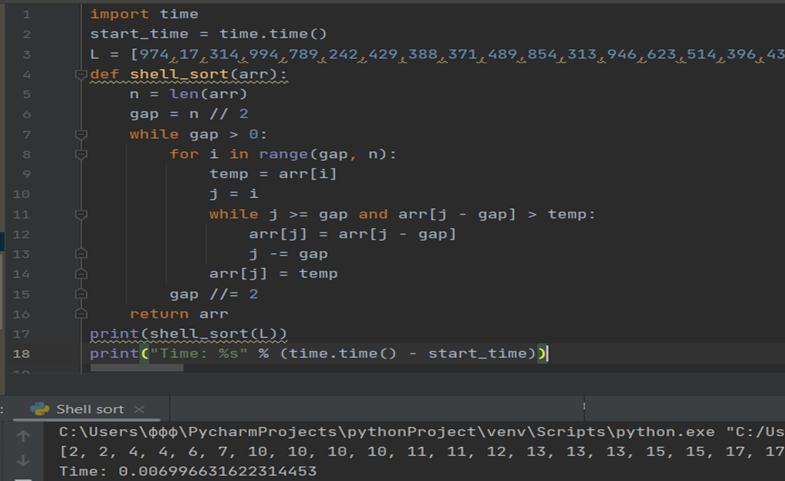 1 import time
2 start_time = time.time()
3 L = [974,17,314,994,789,242,429,388,371,489,854,313,946,623,514,396,43
4 def shell_sort(arr):
5 n = len(arr)
6 gap = n // 2
7 while gap > 0:
8 for i in range(gap, n):
9 temp = arr[i]
10 j = i
11 while j >= gap and arr[j - gap] > temp:
12 arr[j] = arr[j - gap]
13 j -= gap
14 arr[j] = temp
15 gap //= 2
16 return arr
17 print(shell_sort(L))
18 print("Time: %s" % (time.time() - start_time))
: Shell sort ×
C:\Users\ффф\PycharmProjects\pythonProject\venv\Scripts\python.exe "C:/Us
[2, 2, 4, 4, 6, 7, 10, 10, 10, 10, 11, 11, 12, 13, 13, 13, 15, 15, 17, 17
Time: 0.006996631622314453